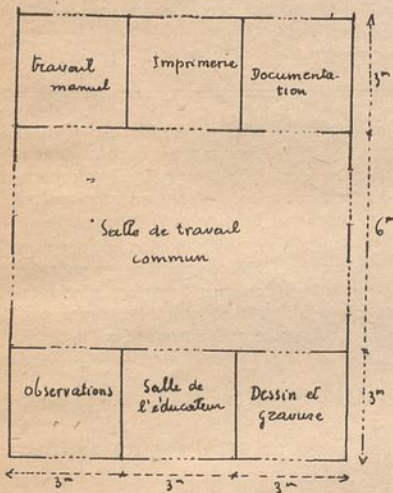 travail
manuel
Imprimerie
Documenta-
tion
3m
Salle de travail
commun
6m
Observations
Salle de
l'éducateur
Dessin et
gravure
3m
3m
3m
3m